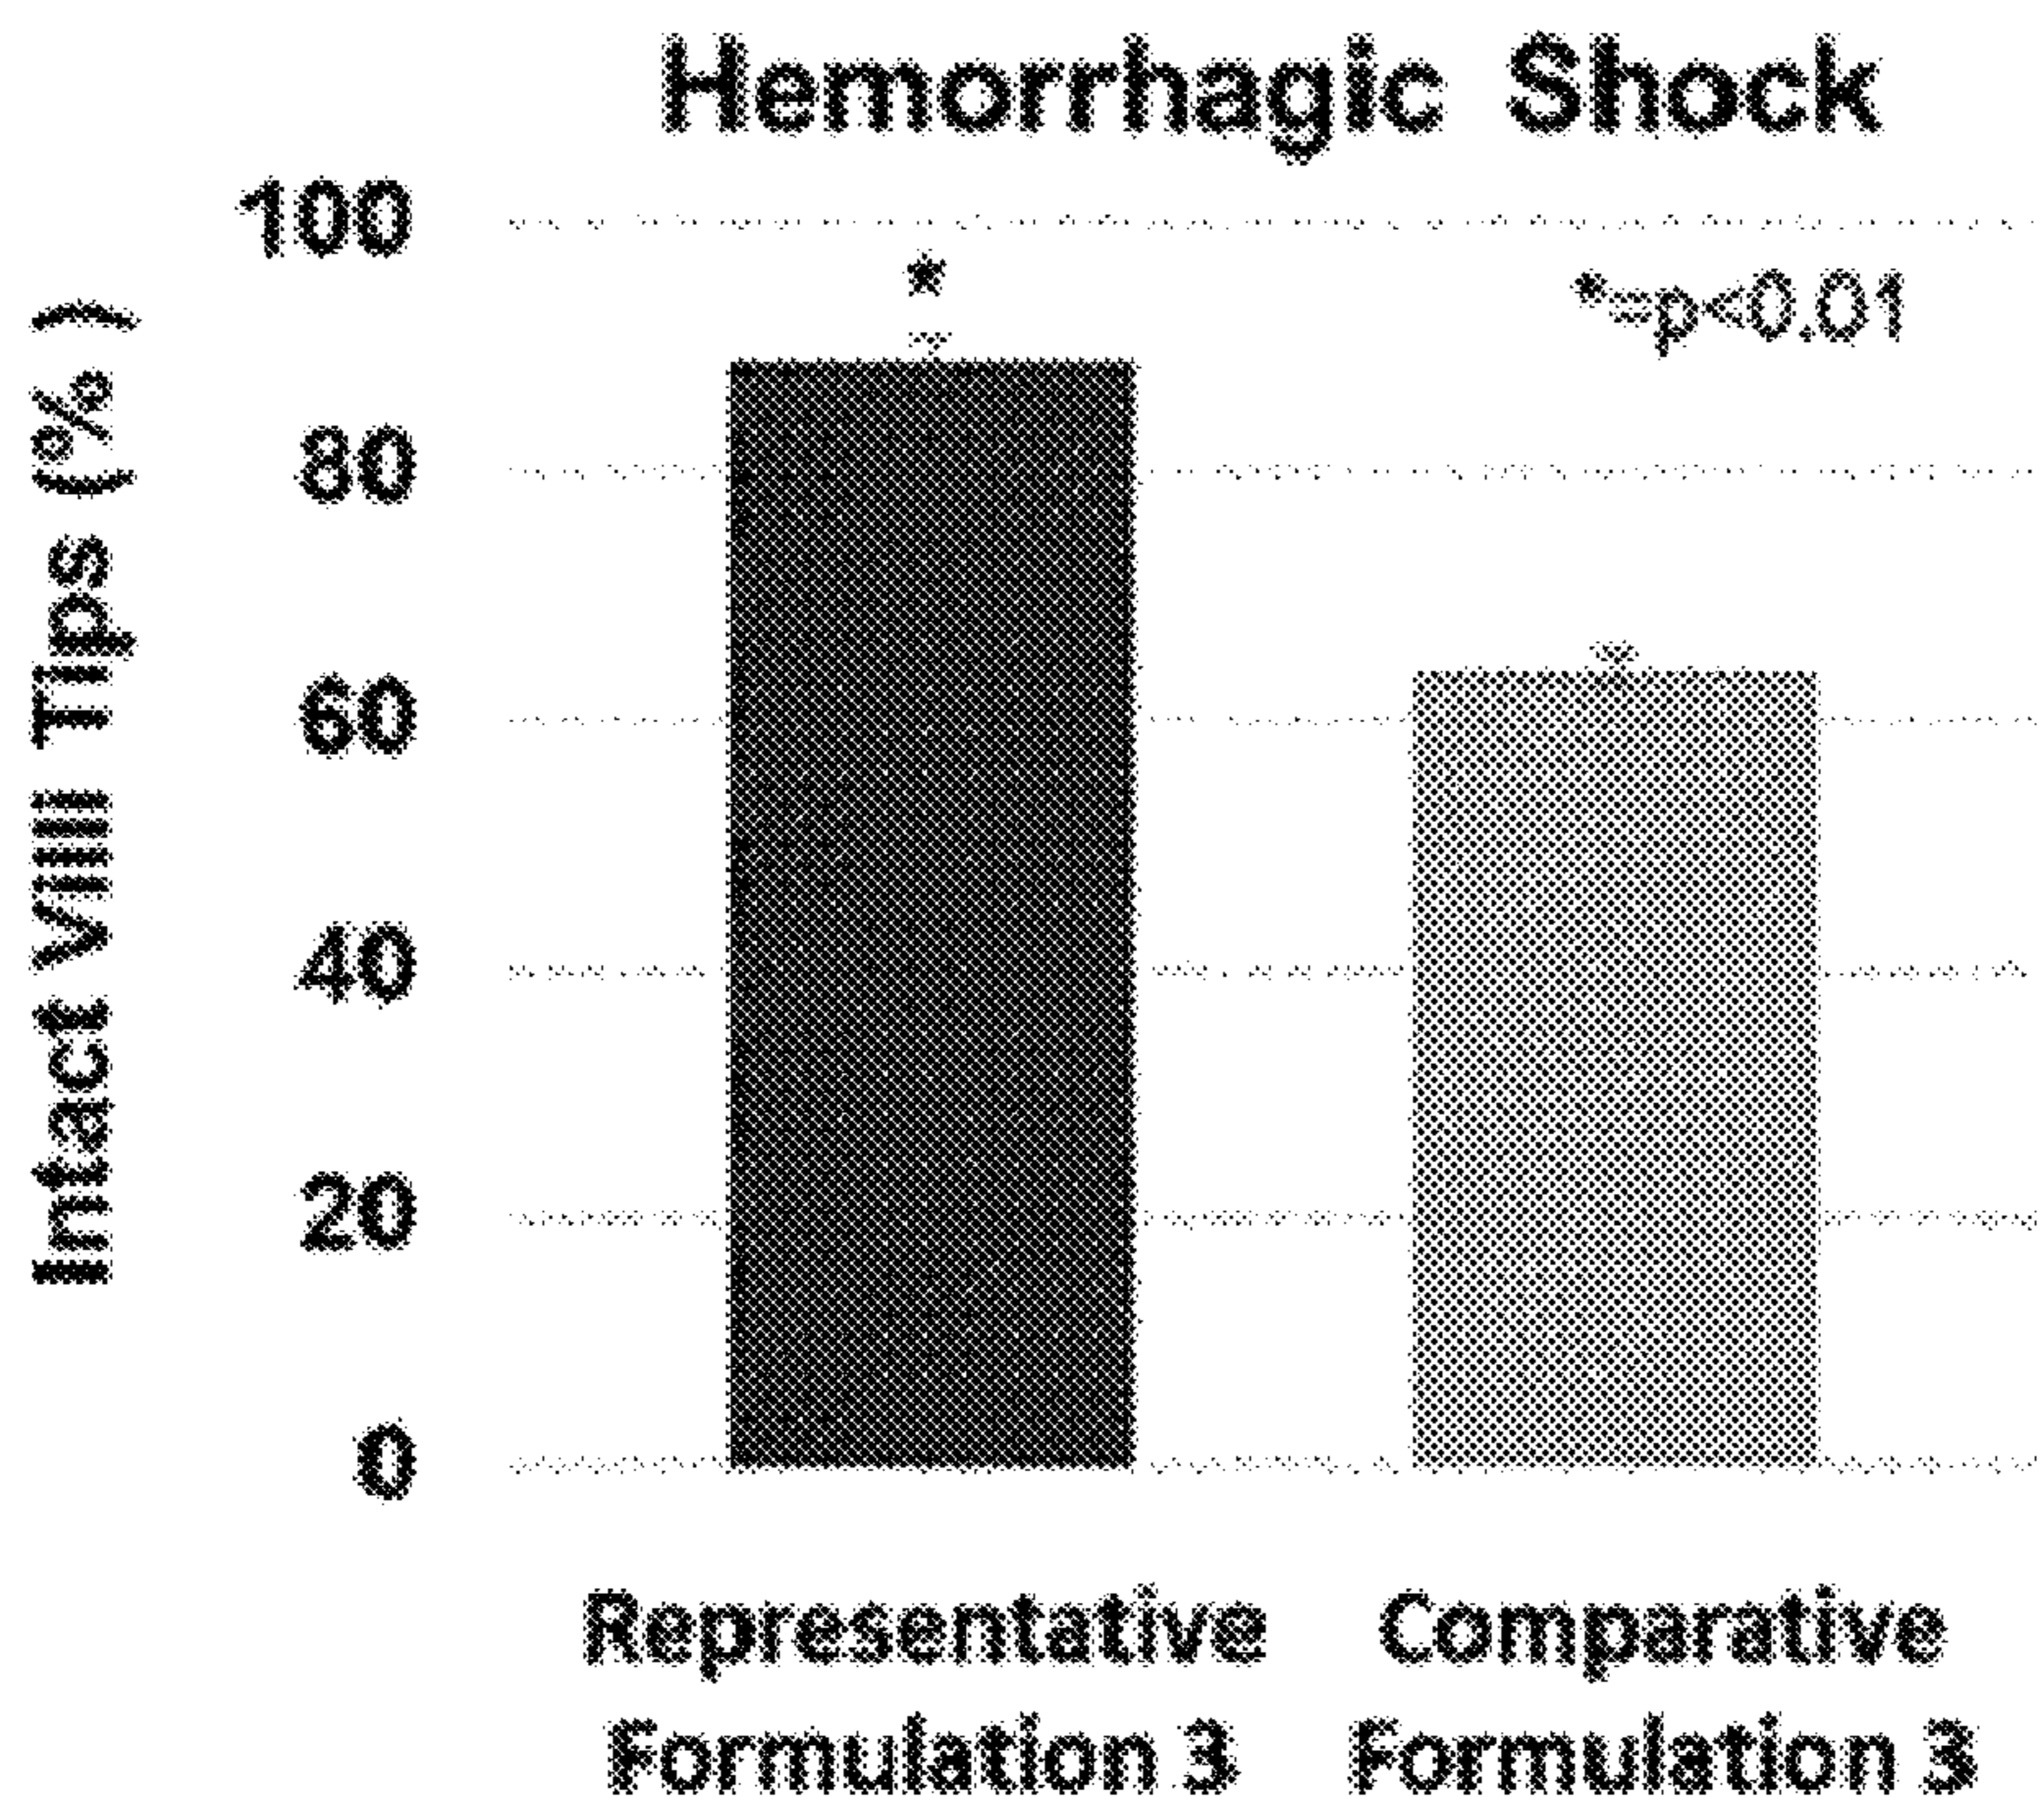 Hemorrhagic Shock
Intact Villi Tips (%)
100
80
60
40
20
0
*
*=p<0.01
Representative
Formulation 3
Comparative
Formulation 3